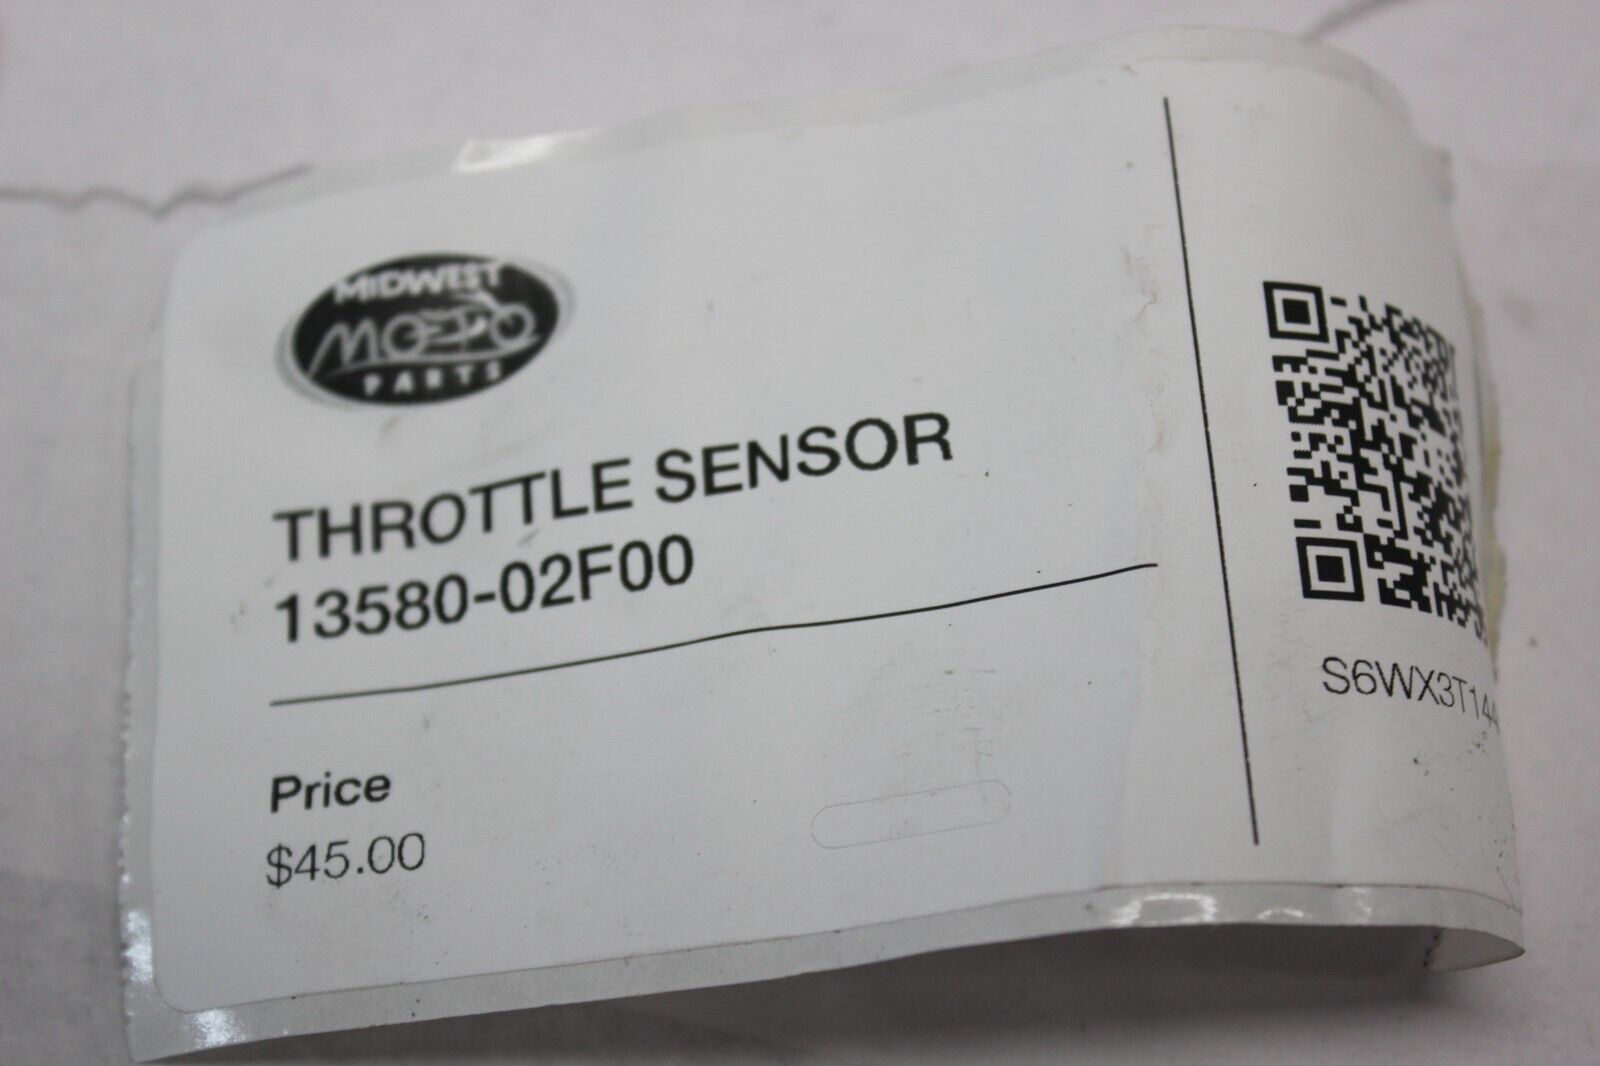 MIDWEST
MOTO
PARTS
THROTTLE SENSOR
13580-02F00
Price
$45.00
S6WX3T144